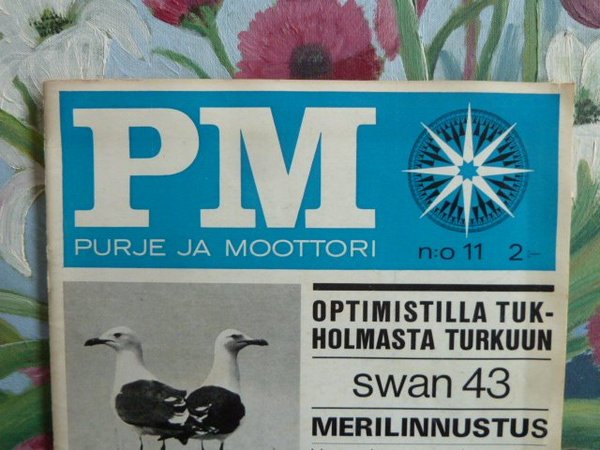 PM
PURJE JA MOOTTORI n:o 11 2:-
OPTIMISTILLA TUK-
HOLMASTA TURKUUN
swan 43
MERILINNUSTUS